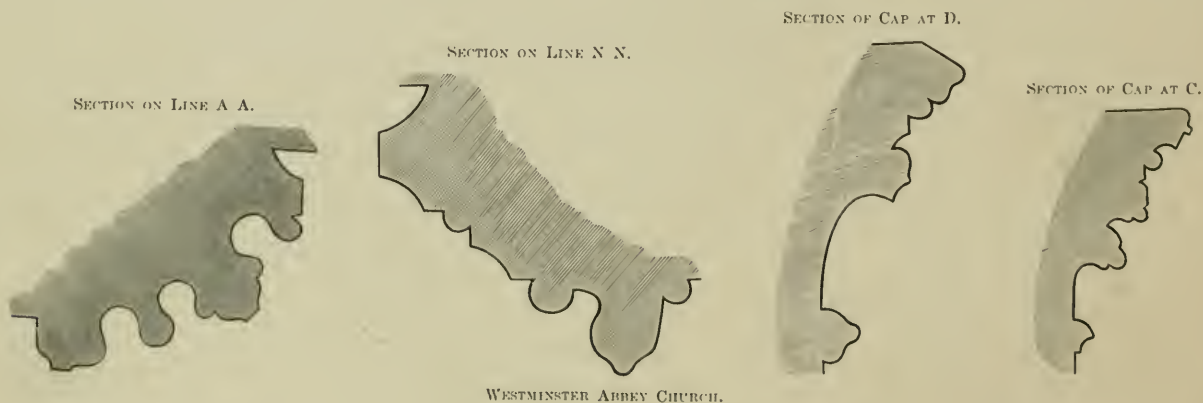 Section of Cap at D.
Section on Line N N.
Section of Cap at C.
Section on Line A A.
Westminster Abbey Church.